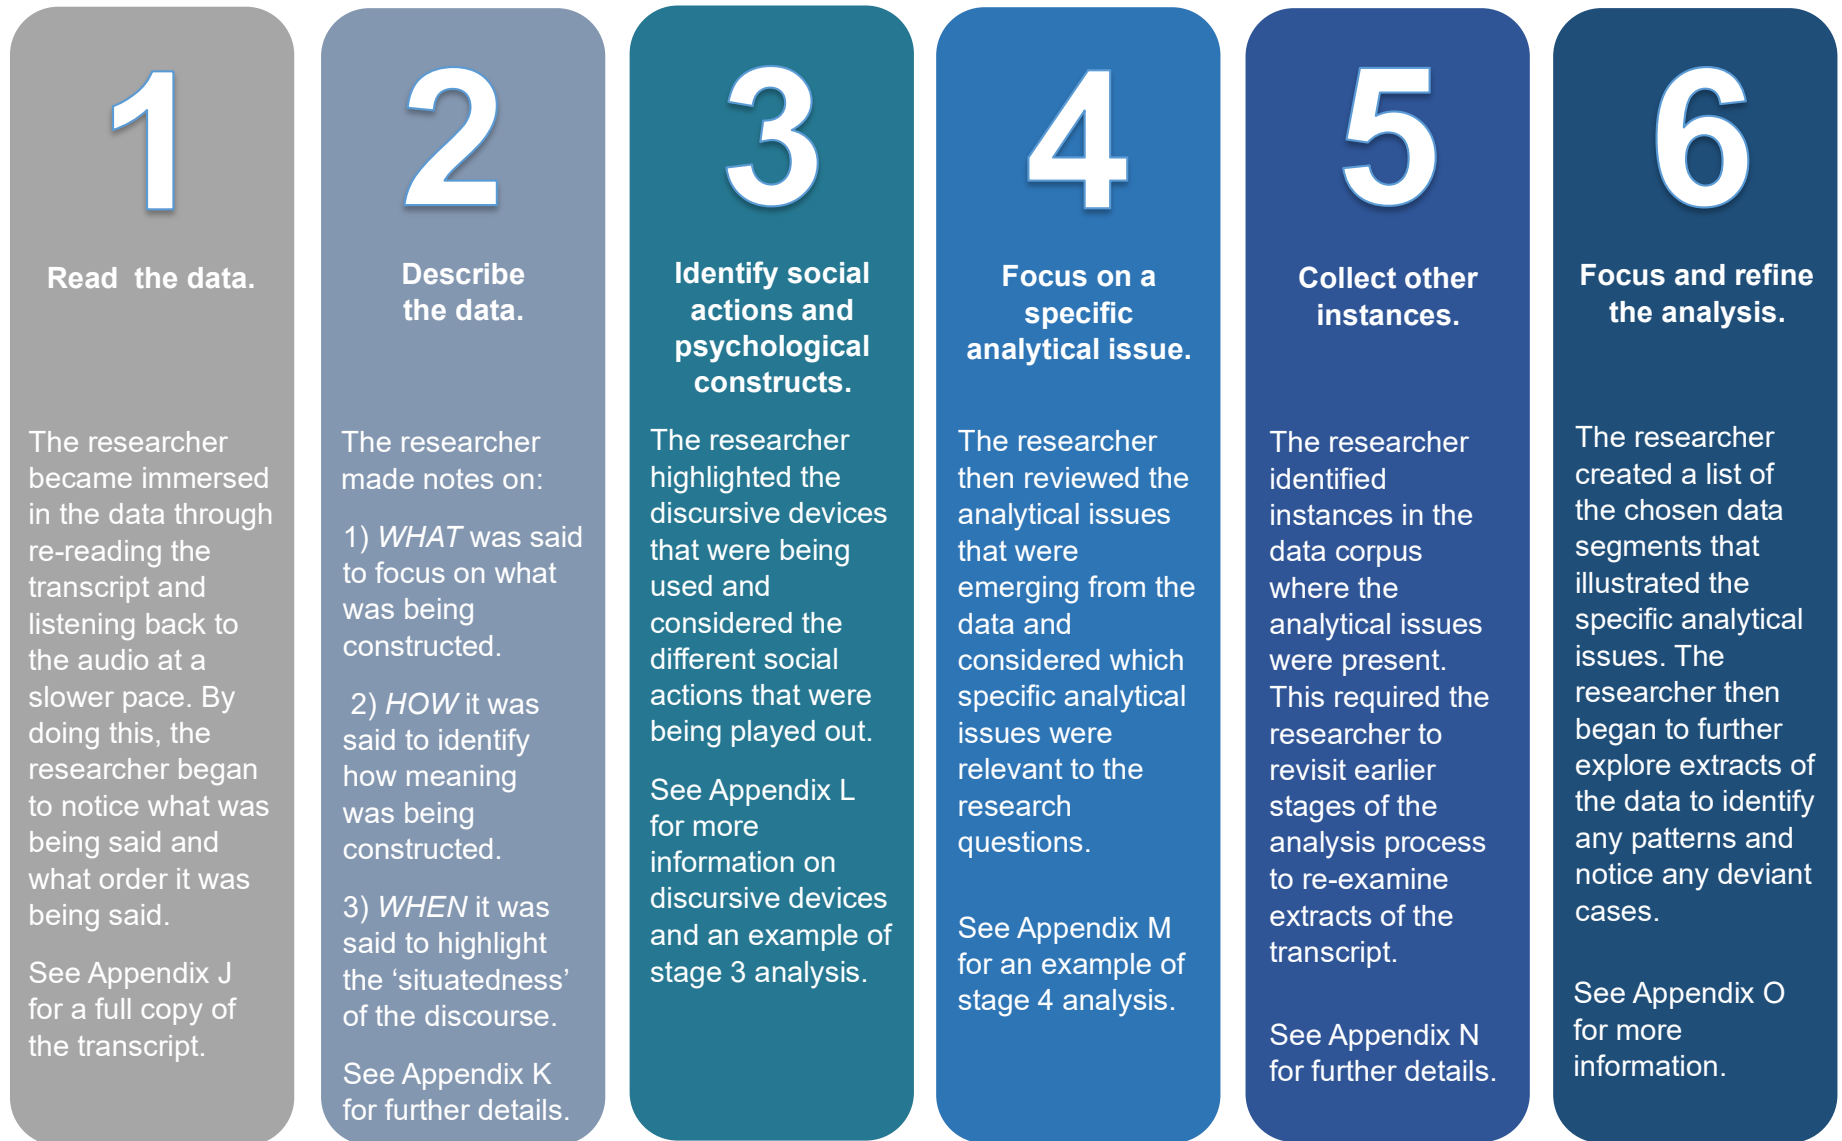 1
Read  the data.
The researcher
became immersed
in the data through
re-reading the
transcript and
listening back to
the audio at a
slower pace. By
doing this, the
researcher began
to notice what was
being said and
what order it was
being said.
See Appendix J
for a full copy of
the transcript.
2
Describe
the data.
The researcher
made notes on:
1) WHAT was said
to focus on what
was being
constructed.
2) HOW it was
said to identify
how meaning
was being
constructed.
3) WHEN it was
said to highlight
the ‘situatedness’
of the discourse.
See Appendix K
for further details.
3
Identify social
actions and
psychological
constructs.
The researcher
highlighted the
discursive devices
that were being
used and
considered the
different social
actions that were
being played out.
See Appendix L
for more
information on
discursive devices
and an example of
stage 3 analysis.
4
Focus on a
specific
analytical issue.
The researcher
then reviewed the
analytical issues
that were
emerging from the
data and
considered which
specific analytical
issues were
relevant to the
research
questions.
See Appendix M
for an example of
stage 4 analysis.
5
Collect other
instances.
The researcher
identified
instances in the
data corpus
where the
analytical issues
were present.
This required the
researcher to
revisit earlier
stages of the
analysis process
to re-examine
extracts of the
transcript.
See Appendix N
for further details.
6
Focus and refine
the analysis.
The researcher
created a list of
the chosen data
segments that
illustrated the
specific analytical
issues. The
researcher then
began to further
explore extracts of
the data to identify
any patterns and
notice any deviant
cases.
See Appendix O
for more
information.